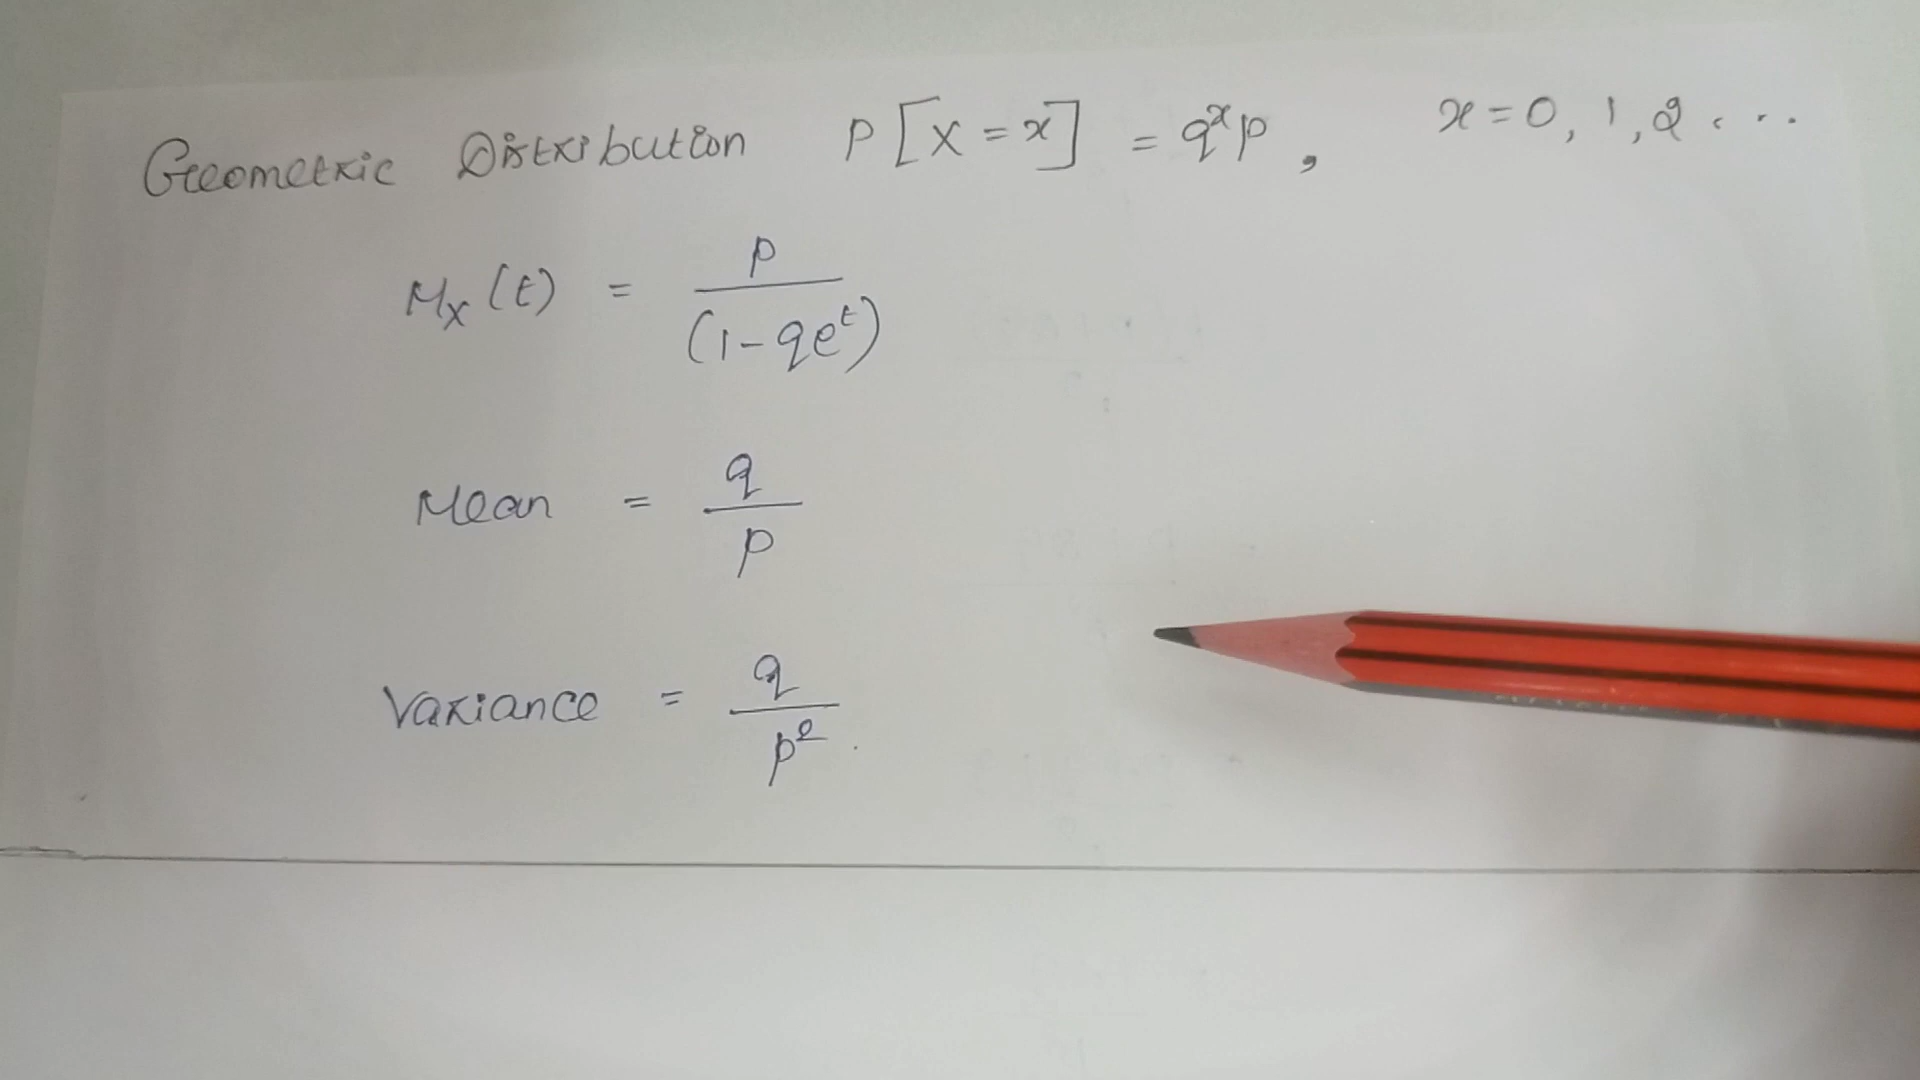 Geometric Distribution P[X = x] = q^x p, x = 0, 1, 2 ....
M_X(t) = p / (1 - qe^t)
Mean = q / p
Variance = q / p^2.